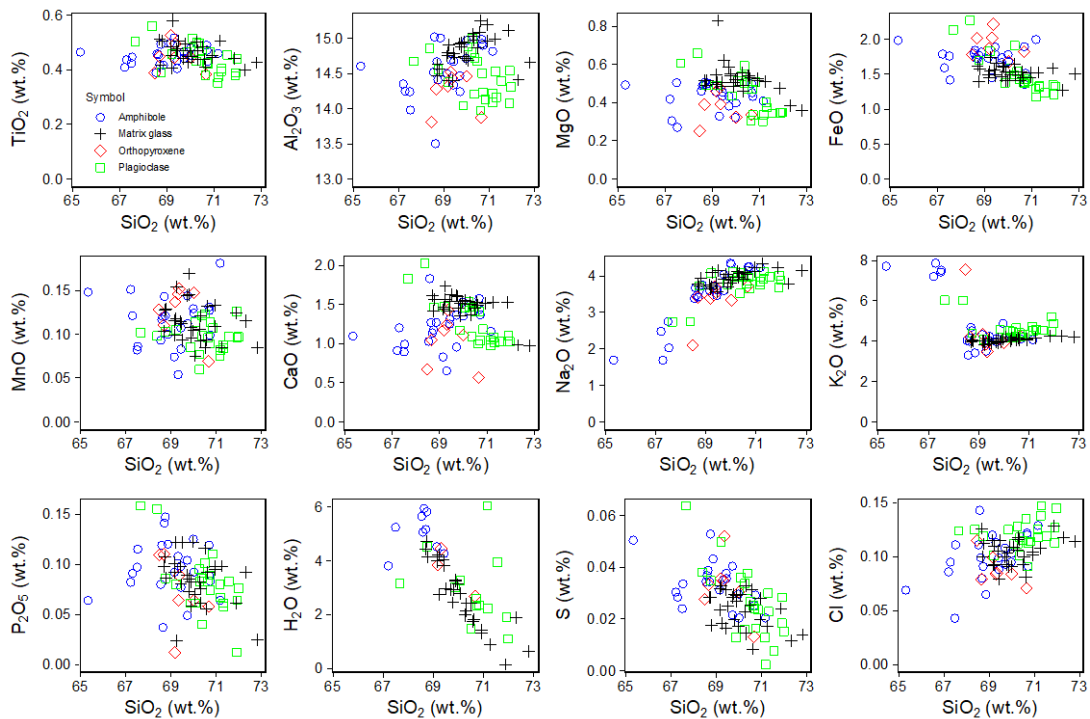 TiO2 (wt.%)
0.6
0.4
0.2
0.0
Symbol
Amphibole
Matrix glass
Orthopyroxene
Plagioclase
65 67 69 71 73
SiO2 (wt.%)
Al2O3 (wt.%)
15.0
14.5
14.0
13.5
13.0
65 67 69 71 73
SiO2 (wt.%)
MgO (wt.%)
0.8
0.6
0.4
0.2
0.0
65 67 69 71 73
SiO2 (wt.%)
FeO (wt.%)
2.0
1.5
1.0
0.5
0.0
65 67 69 71 73
SiO2 (wt.%)
MnO (wt.%)
0.15
0.10
0.05
0.00
65 67 69 71 73
SiO2 (wt.%)
CaO (wt.%)
2.0
1.5
1.0
0.5
0.0
65 67 69 71 73
SiO2 (wt.%)
Na2O (wt.%)
4
3
2
1
0
65 67 69 71 73
SiO2 (wt.%)
K2O (wt.%)
8
6
4
2
0
65 67 69 71 73
SiO2 (wt.%)
P2O5 (wt.%)
0.15
0.10
0.05
0.00
65 67 69 71 73
SiO2 (wt.%)
H2O (wt.%)
6
4
2
0
65 67 69 71 73
SiO2 (wt.%)
S (wt.%)
0.06
0.04
0.02
0.00
65 67 69 71 73
SiO2 (wt.%)
Cl (wt.%)
0.15
0.10
0.05
0.00
65 67 69 71 73
SiO2 (wt.%)